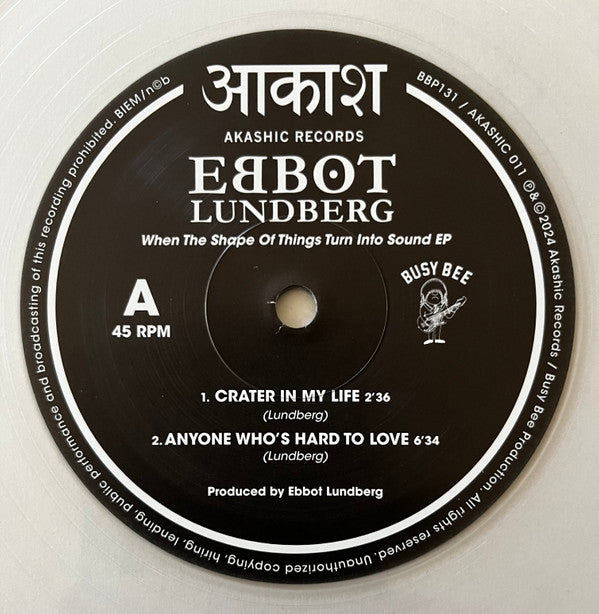 आकाश
AKASHIC RECORDS
EBBOT
LUNDBERG
When The Shape Of Things Turn Into Sound EP
A
45 RPM
BUSY BEE
1. CRATER IN MY LIFE 2'36
(Lundberg)
2. ANYONE WHO'S HARD TO LOVE 6'34
(Lundberg)
Produced by Ebbot Lundberg
BBP131 / AKASHIC 011 ℗&©2024 Akashic Records / Busy Bee Production. All rights reserved. Unauthorized copying, hiring, lending, public performance and broadcasting of this recording prohibited. BIEM/n©b